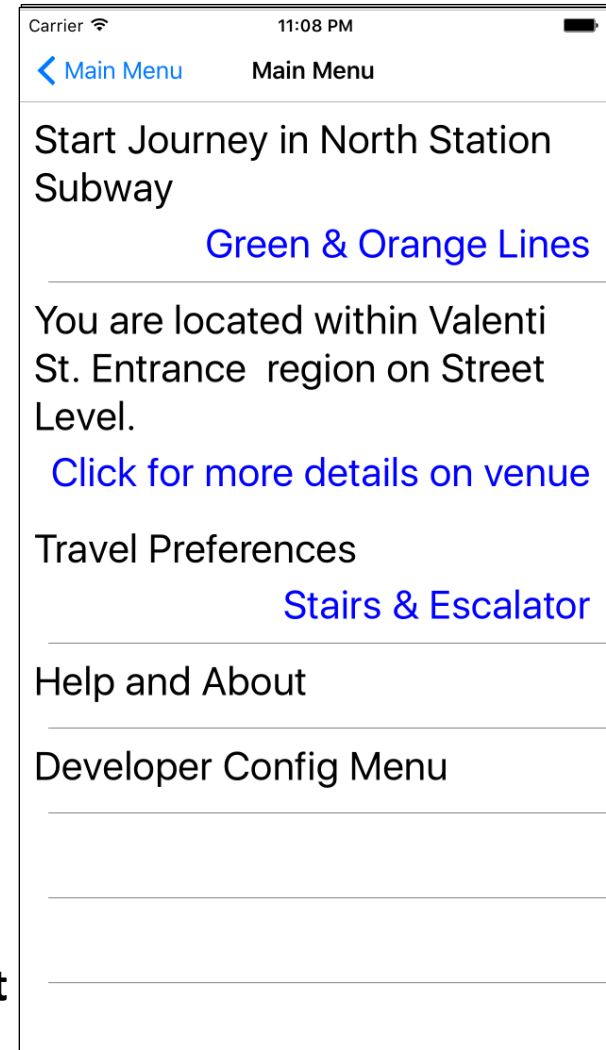 Carrier 11:08 PM
Main Menu Main Menu
Start Journey in North Station
Subway
Green & Orange Lines
You are located within Valenti
St. Entrance  region on Street
Level.
Click for more details on venue
Travel Preferences
Stairs & Escalator
Help and About
Developer Config Menu
t